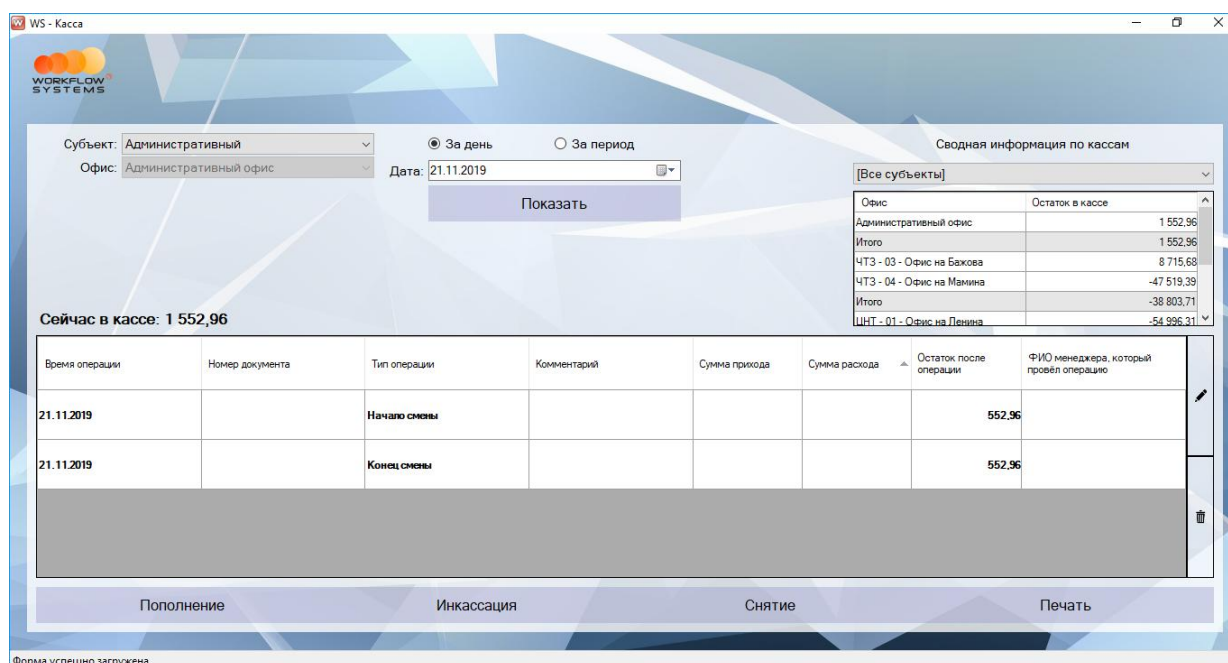 WS - Касса
WORKFLOW
SYSTEMS
Субъект: Административный
Офис: Административный офис
За день За период
Дата: 21.11.2019
Показать
Сводная информация по кассам
[Все субъекты]
Офис Остаток в кассе
Административный офис 1 552,96
Итого 1 552,96
ЧТЗ - 03 - Офис на Бажова 8 715,68
ЧТЗ - 04 - Офис на Мамина -47 519,39
Итого -38 803,71
ЦНТ - 01 - Офис на Ленина -54 996,31
Сейчас в кассе: 1 552,96
Время операции Номер документа Тип операции Комментарий Сумма прихода Сумма расхода Остаток после операции ФИО менеджера, который провёл операцию
21.11.2019 Начало смены 552,96
21.11.2019 Конец смены 552,96
Пополнение Инкассация Снятие Печать
Форма успешно загружена